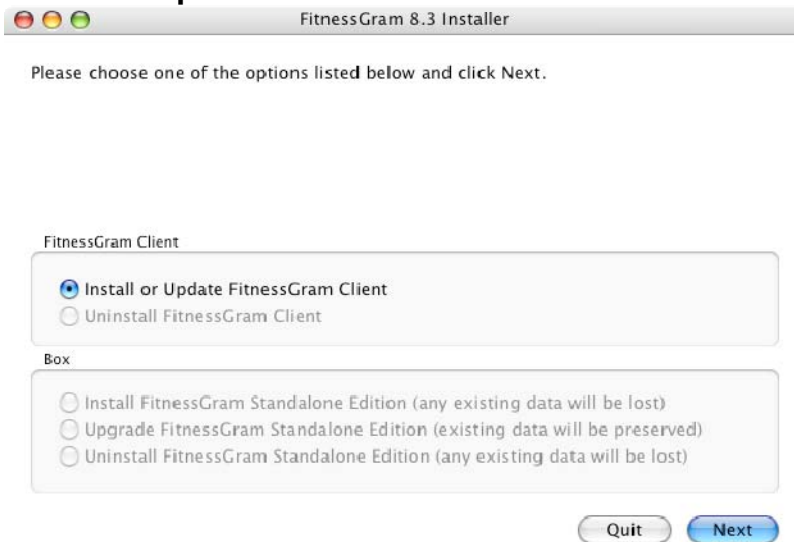 FitnessGram 8.3 Installer
Please choose one of the options listed below and click Next.
FitnessGram Client
Install or Update FitnessGram Client
Uninstall FitnessGram Client
Box
Install FitnessGram Standalone Edition (any existing data will be lost)
Upgrade FitnessGram Standalone Edition (existing data will be preserved)
Uninstall FitnessGram Standalone Edition (any existing data will be lost)
Quit Next